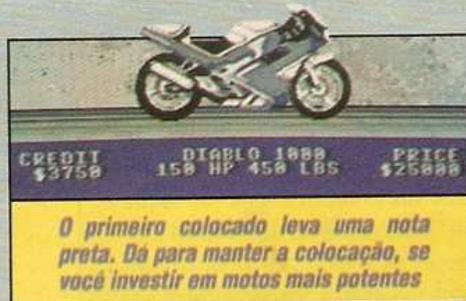 CREDIT DIABLO 1000 PRICE
$3750 150 HP 450 LBS $25000
O primeiro colocado leva uma nota
preta. Dá para manter a colocação, se
você investir em motos mais potentes